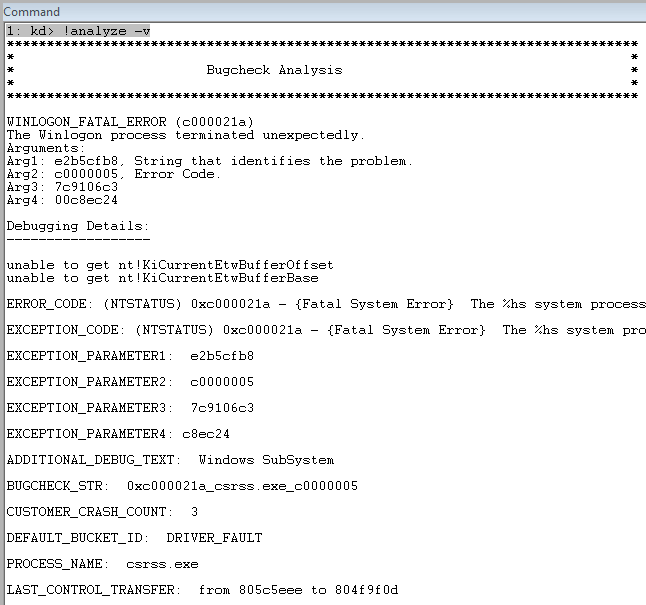 Command
1: kd> !analyze -v
*******************************************************************************
*                                                                             *
*                        Bugcheck Analysis                                    *
*                                                                             *
*******************************************************************************
WINLOGON_FATAL_ERROR (c000021a)
The Winlogon process terminated unexpectedly.
Arguments:
Arg1: e2b5cfb8, String that identifies the problem.
Arg2: c0000005, Error Code.
Arg3: 7c9106c3
Arg4: 00c8ec24
Debugging Details:
------------------
unable to get nt!KiCurrentEtwBufferOffset
unable to get nt!KiCurrentEtwBufferBase
ERROR_CODE: (NTSTATUS) 0xc000021a - {Fatal System Error}  The %hs system process
EXCEPTION_CODE: (NTSTATUS) 0xc000021a - {Fatal System Error}  The %hs system pro
EXCEPTION_PARAMETER1:  e2b5cfb8
EXCEPTION_PARAMETER2:  c0000005
EXCEPTION_PARAMETER3:  7c9106c3
EXCEPTION_PARAMETER4: c8ec24
ADDITIONAL_DEBUG_TEXT:  Windows SubSystem
BUGCHECK_STR:  0xc000021a_csrss.exe_c0000005
CUSTOMER_CRASH_COUNT:  3
DEFAULT_BUCKET_ID:  DRIVER_FAULT
PROCESS_NAME:  csrss.exe
LAST_CONTROL_TRANSFER:  from 805c5eee to 804f9f0d